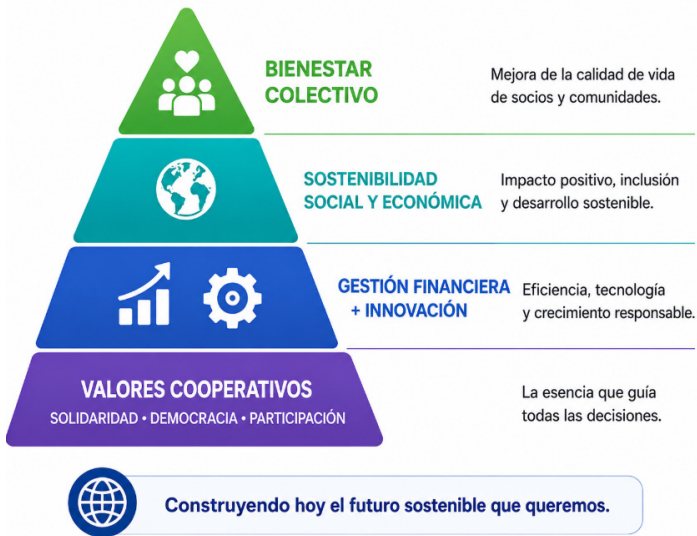 BIENESTAR
COLECTIVO
Mejora de la calidad de vida
de socios y comunidades.
SOSTENIBILIDAD
SOCIAL Y ECONÓMICA
Impacto positivo, inclusión
y desarrollo sostenible.
GESTIÓN FINANCIERA
+ INNOVACIÓN
Eficiencia, tecnología
y crecimiento responsable.
VALORES COOPERATIVOS
SOLIDARIDAD • DEMOCRACIA • PARTICIPACIÓN
La esencia que guía
todas las decisiones.
Construyendo hoy el futuro sostenible que queremos.